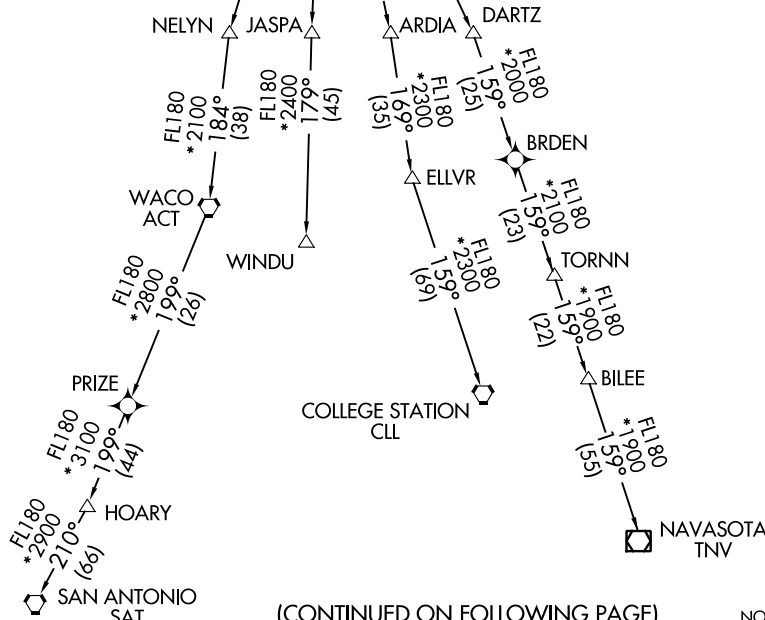 NELYN
JASPA
ARDIA
DARTZ
FL180
*2100
184°
(38)
FL180
*2400
179°
(45)
FL180
*2300
169°
(35)
FL180
*2000
159°
(25)
BRDEN
WACO
ACT
ELLVR
FL180
*2100
159°
(23)
WINDU
FL180
*2800
199°
(26)
FL180
*2300
159°
(69)
TORNN
FL180
*1900
159°
(22)
PRIZE
COLLEGE STATION
CLL
BILEE
FL180
*3100
199°
(44)
FL180
*1900
159°
(55)
HOARY
FL180
*2900
210°
(66)
NAVASOTA
TNV
SAN ANTONIO
SAT
(CONTINUED ON FOLLOWING PAGE)
NO